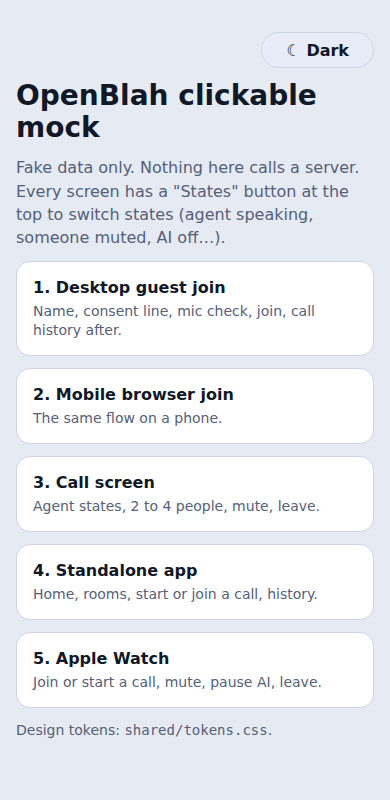 ☾ Dark
OpenBlah clickable
mock
Fake data only. Nothing here calls a server.
Every screen has a "States" button at the
top to switch states (agent speaking,
someone muted, AI off…).
1. Desktop guest join
Name, consent line, mic check, join, call
history after.
2. Mobile browser join
The same flow on a phone.
3. Call screen
Agent states, 2 to 4 people, mute, leave.
4. Standalone app
Home, rooms, start or join a call, history.
5. Apple Watch
Join or start a call, mute, pause AI, leave.
Design tokens: shared/tokens.css.